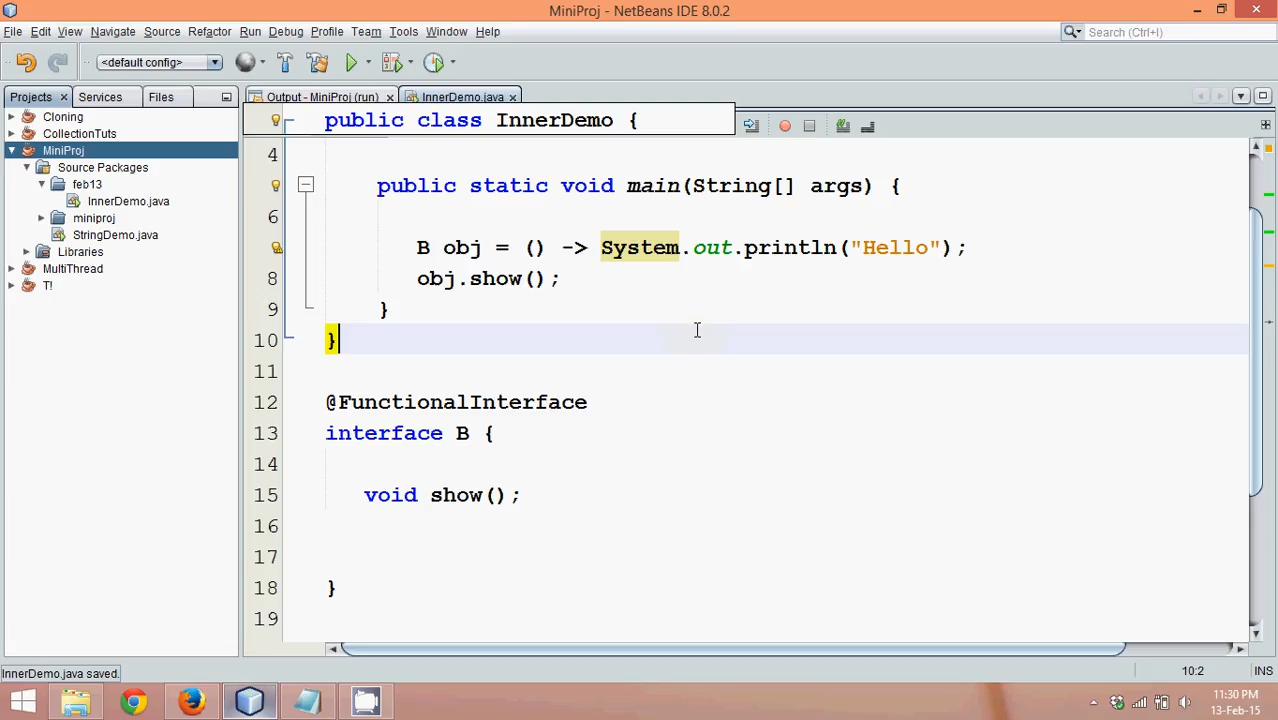 MiniProj - NetBeans IDE 8.0.2
File Edit View Navigate Source Refactor Run Debug Profile Team Tools Window Help
Search (Ctrl+I)
<default config>
Projects Services Files
Output - MiniProj (run) InnerDemo.java
Cloning
CollectionTuts
MiniProj
Source Packages
feb13
InnerDemo.java
miniproj
StringDemo.java
Libraries
MultiThread
T!
public class InnerDemo {
4
public static void main(String[] args) {
6
B obj = () -> System.out.println("Hello");
8 obj.show();
9 }
10 }
11
12 @FunctionalInterface
13 interface B {
14
15 void show();
16
17
18 }
19
InnerDemo.java saved.
10:2 INS
11:30 PM
13-Feb-15